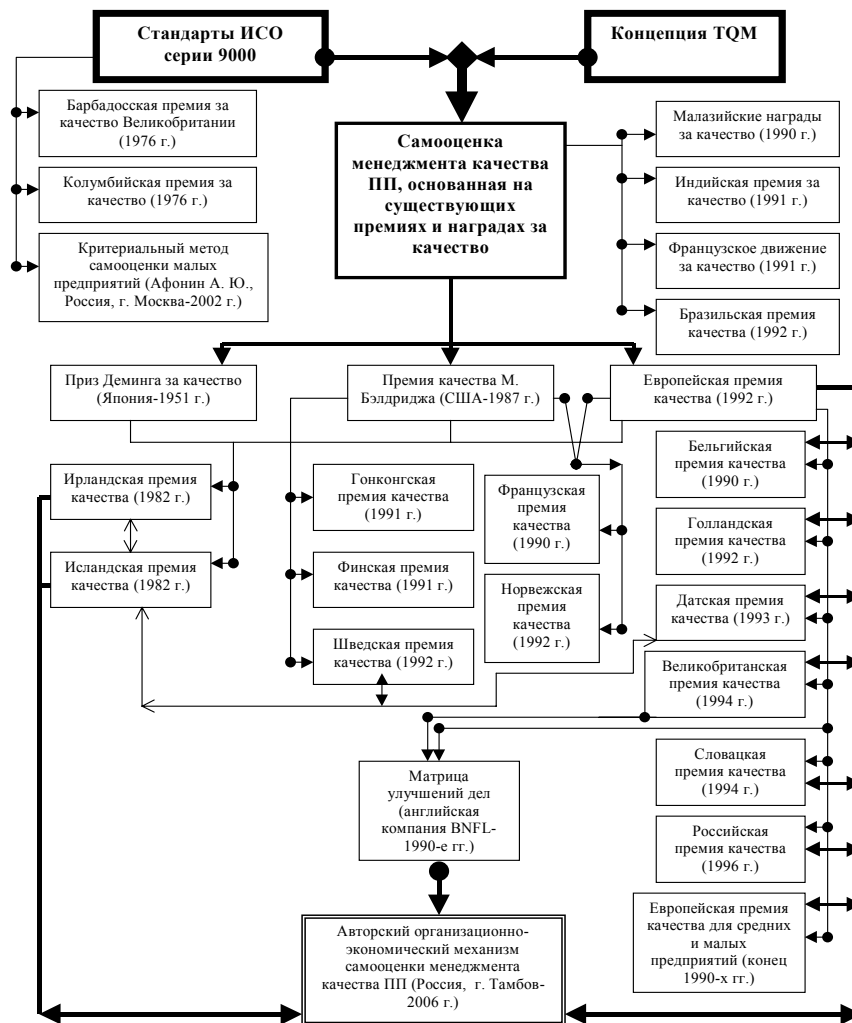 Стандарты ИСО
серии 9000
Концепция TQM
Барбадосская премия за
качество Великобритании
(1976 г.)
Колумбийская премия за
качество (1976 г.)
Критериальный метод
самооценки малых
предприятий (Афонин А. Ю.,
Россия, г. Москва-2002 г.)
Самооценка
менеджмента качества
ПП, основанная на
существующих
премиях и наградах за
качество
Малазийские награды
за качество (1990 г.)
Индийская премия за
качество (1991 г.)
Французское движение
за качество (1991 г.)
Бразильская премия
качества (1992 г.)
Приз Деминга за качество
(Япония-1951 г.)
Премия качества М.
Бэлдриджа (США-1987 г.)
Европейская премия
качества (1992 г.)
Ирландская премия
качества (1982 г.)
Исландская премия
качества (1982 г.)
Гонконгская
премия качества
(1991 г.)
Финская премия
качества (1991 г.)
Шведская премия
качества (1992 г.)
Французская
премия
качества
(1990 г.)
Норвежская
премия
качества
(1992 г.)
Бельгийская
премия качества
(1990 г.)
Голландская
премия качества
(1992 г.)
Датская премия
качества (1993 г.)
Великобританская
премия качества
(1994 г.)
Словацкая
премия качества
(1994 г.)
Российская
премия качества
(1996 г.)
Европейская премия
качества для средних
и малых
предприятий (конец
1990-х гг.)
Матрица
улучшений дел
(английская
компания BNFL-
1990-е гг.)
Авторский организационно-
экономический механизм
самооценки менеджмента
качества ПП (Россия, г. Тамбов-
2006 г.)